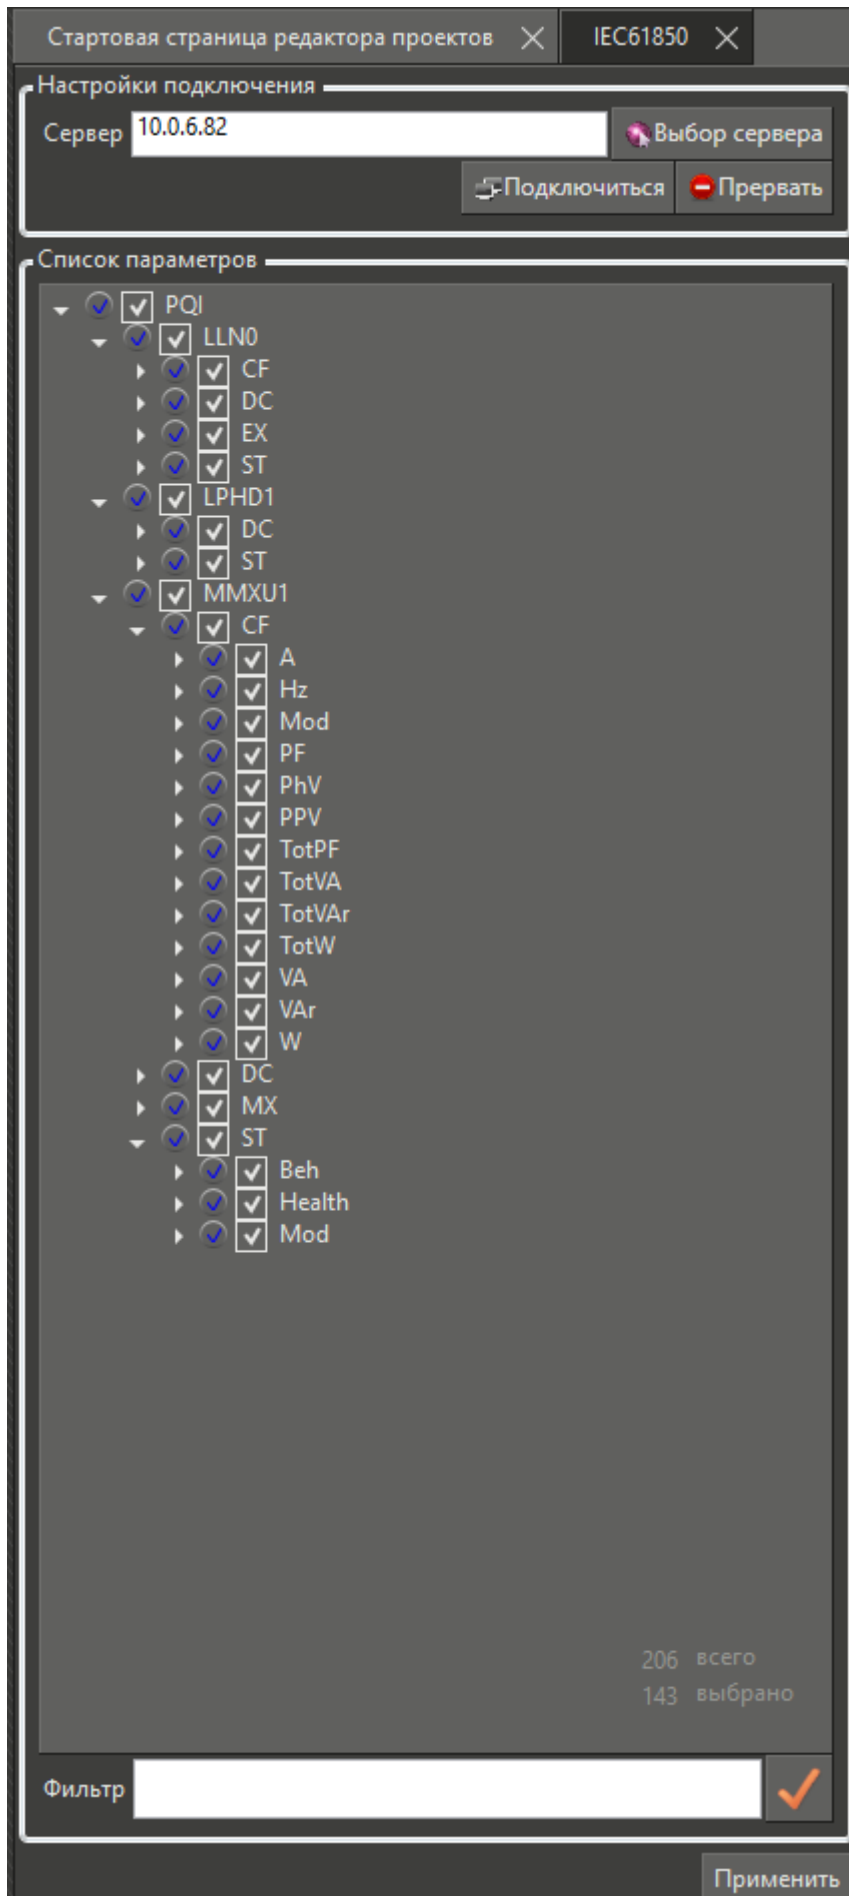 Стартовая страница редактора проектов IEC61850
Настройки подключения
Сервер 10.0.6.82 Выбор сервера
Подключиться Прервать
Список параметров
PQI
LLN0
CF
DC
EX
ST
LPHD1
DC
ST
MMXU1
CF
A
Hz
Mod
PF
PhV
PPV
TotPF
TotVA
TotVAr
TotW
VA
VAr
W
DC
MX
ST
Beh
Health
Mod
206 всего
143 выбрано
Фильтр
Применить